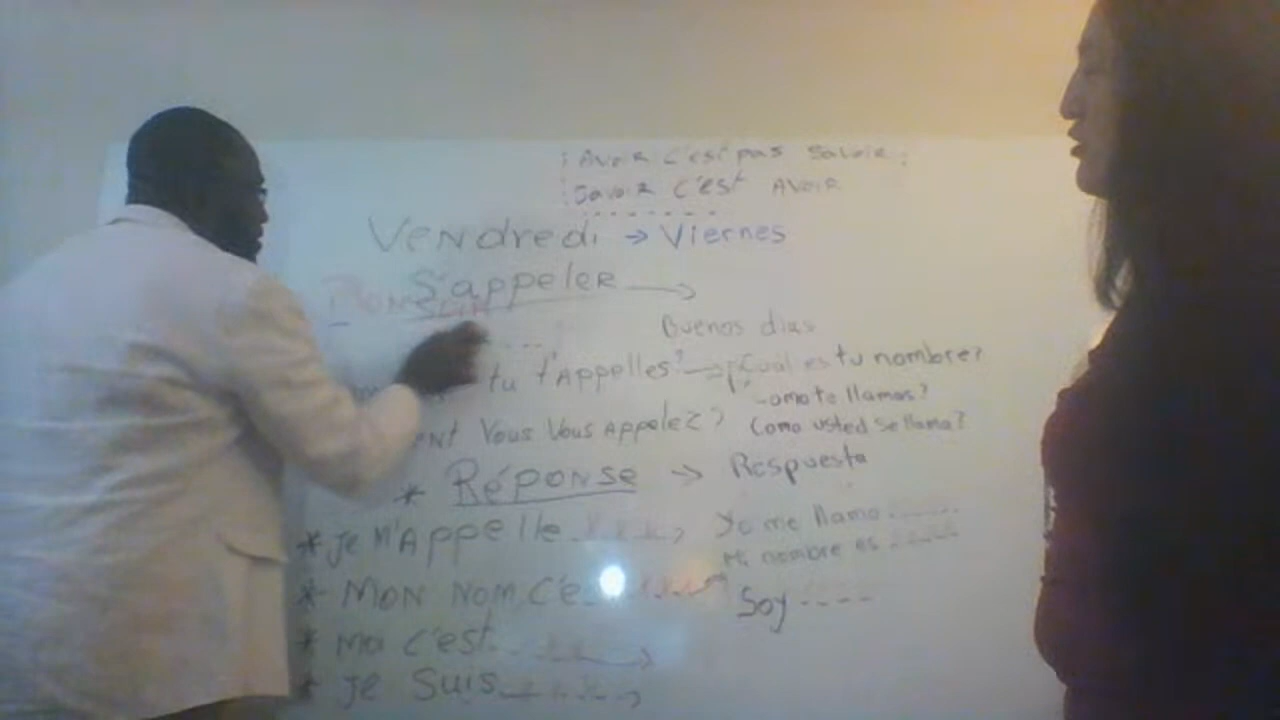 Avoir c'est pas Savoir;
Savoir c'est Avoir
Vendredi → Viernes
S'appeler →
Buenos dias
tu t'Appelles? → ¿Cual es tu nombre?
omo te llamas?
Vous Vous Appelez? Como usted se llama?
* Réponse → Respuesta
* Je M'Appelle Yo me llamo
Mi nombre es
* MON NOM C'e
Soy
* Moi C'est
* Je Suis